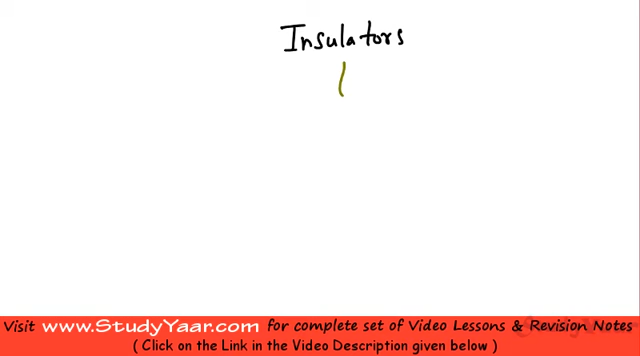 Insulators
Visit www.StudyYaar.com for complete set of Video Lessons & Revision Notes
( Click on the Link in the Video Description given below )